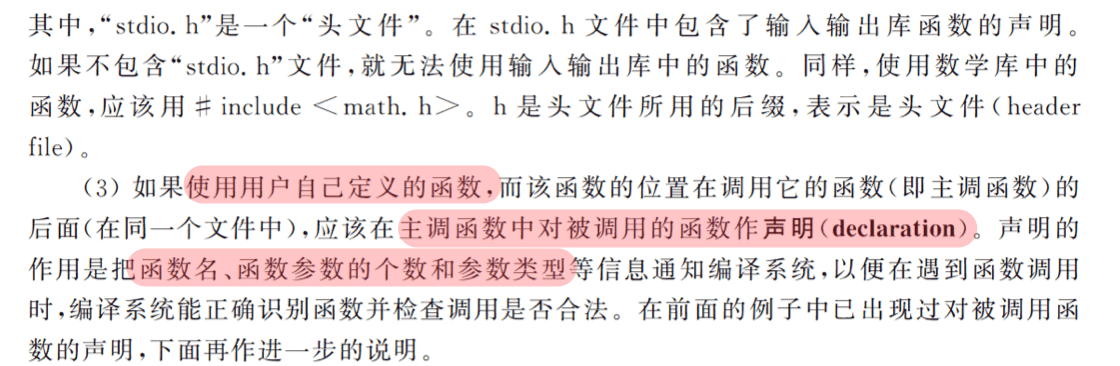 其中,“stdio. h”是一个“头文件”。在 stdio. h 文件中包含了输入输出库函数的声明。
如果不包含“stdio. h”文件,就无法使用输入输出库中的函数。同样,使用数学库中的
函数,应该用 # include <math. h>。h 是头文件所用的后缀,表示是头文件(header
file)。
(3) 如果使用用户自己定义的函数,而该函数的位置在调用它的函数(即主调函数)的
后面(在同一个文件中),应该在主调函数中对被调用的函数作声明(declaration)。声明的
作用是把函数名、函数参数的个数和参数类型等信息通知编译系统,以便在遇到函数调用
时,编译系统能正确识别函数并检查调用是否合法。在前面的例子中已出现过对被调用函
数的声明,下面再作进一步的说明。